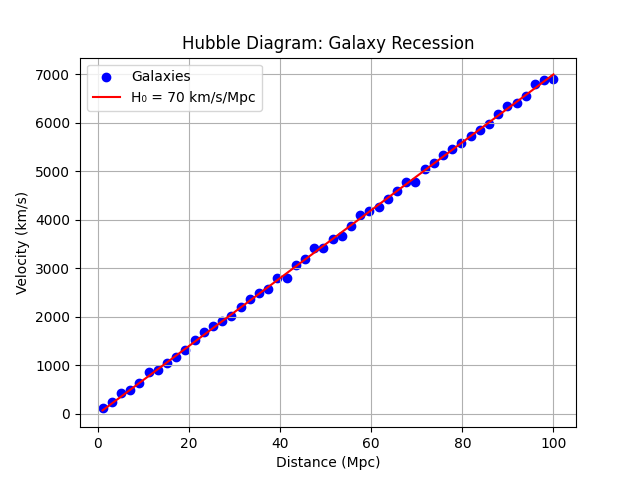 Hubble Diagram: Galaxy Recession
Galaxies
H₀ = 70 km/s/Mpc
Velocity (km/s)
7000
6000
5000
4000
3000
2000
1000
0
0 20 40 60 80 100
Distance (Mpc)